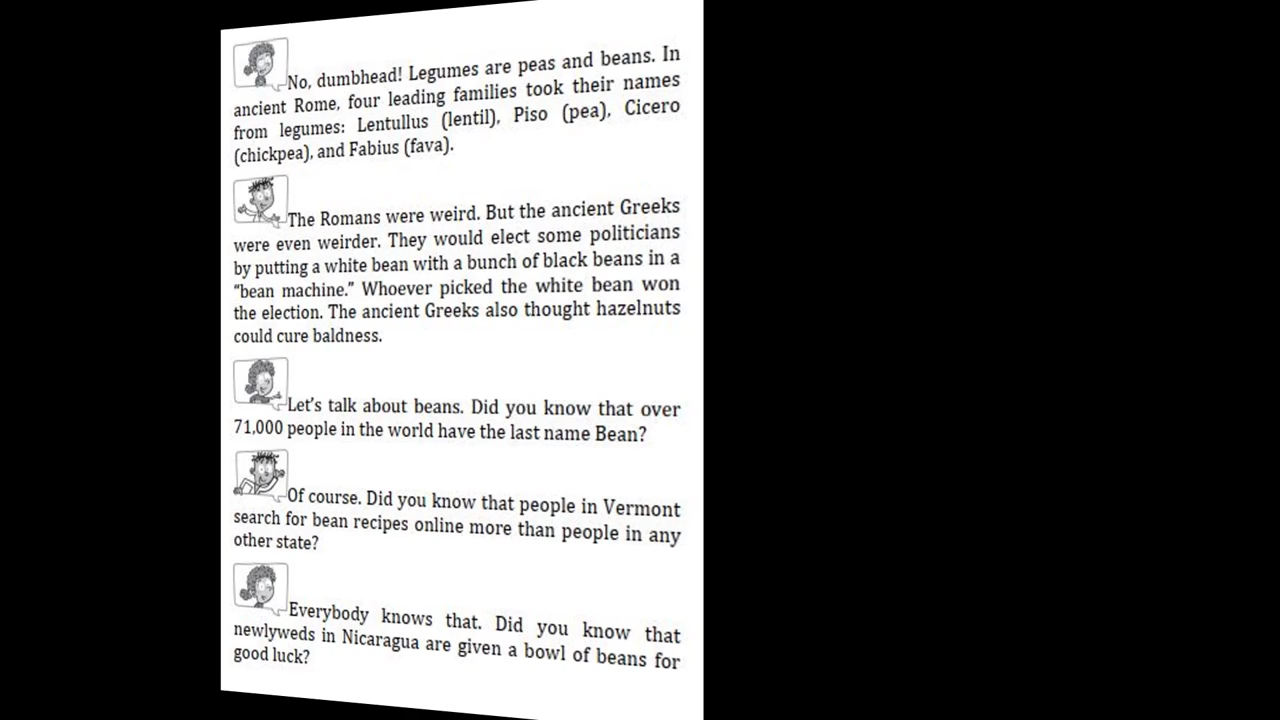 No, dumbhead! Legumes are peas and beans. In
ancient Rome, four leading families took their names
from legumes: Lentullus (lentil), Piso (pea), Cicero
(chickpea), and Fabius (fava).
The Romans were weird. But the ancient Greeks
were even weirder. They would elect some politicians
by putting a white bean with a bunch of black beans in a
“bean machine.” Whoever picked the white bean won
the election. The ancient Greeks also thought hazelnuts
could cure baldness.
Let’s talk about beans. Did you know that over
71,000 people in the world have the last name Bean?
Of course. Did you know that people in Vermont
search for bean recipes online more than people in any
other state?
Everybody knows that. Did you know that
newlyweds in Nicaragua are given a bowl of beans for
good luck?